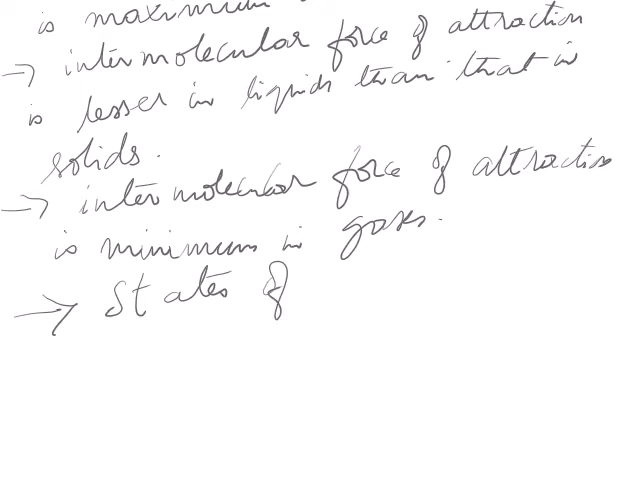 is maximum
→ intermolecular force of attraction
is lesser in liquids than that in
solids.
→ intermolecular force of attraction
is minimum in gases.
→ States of